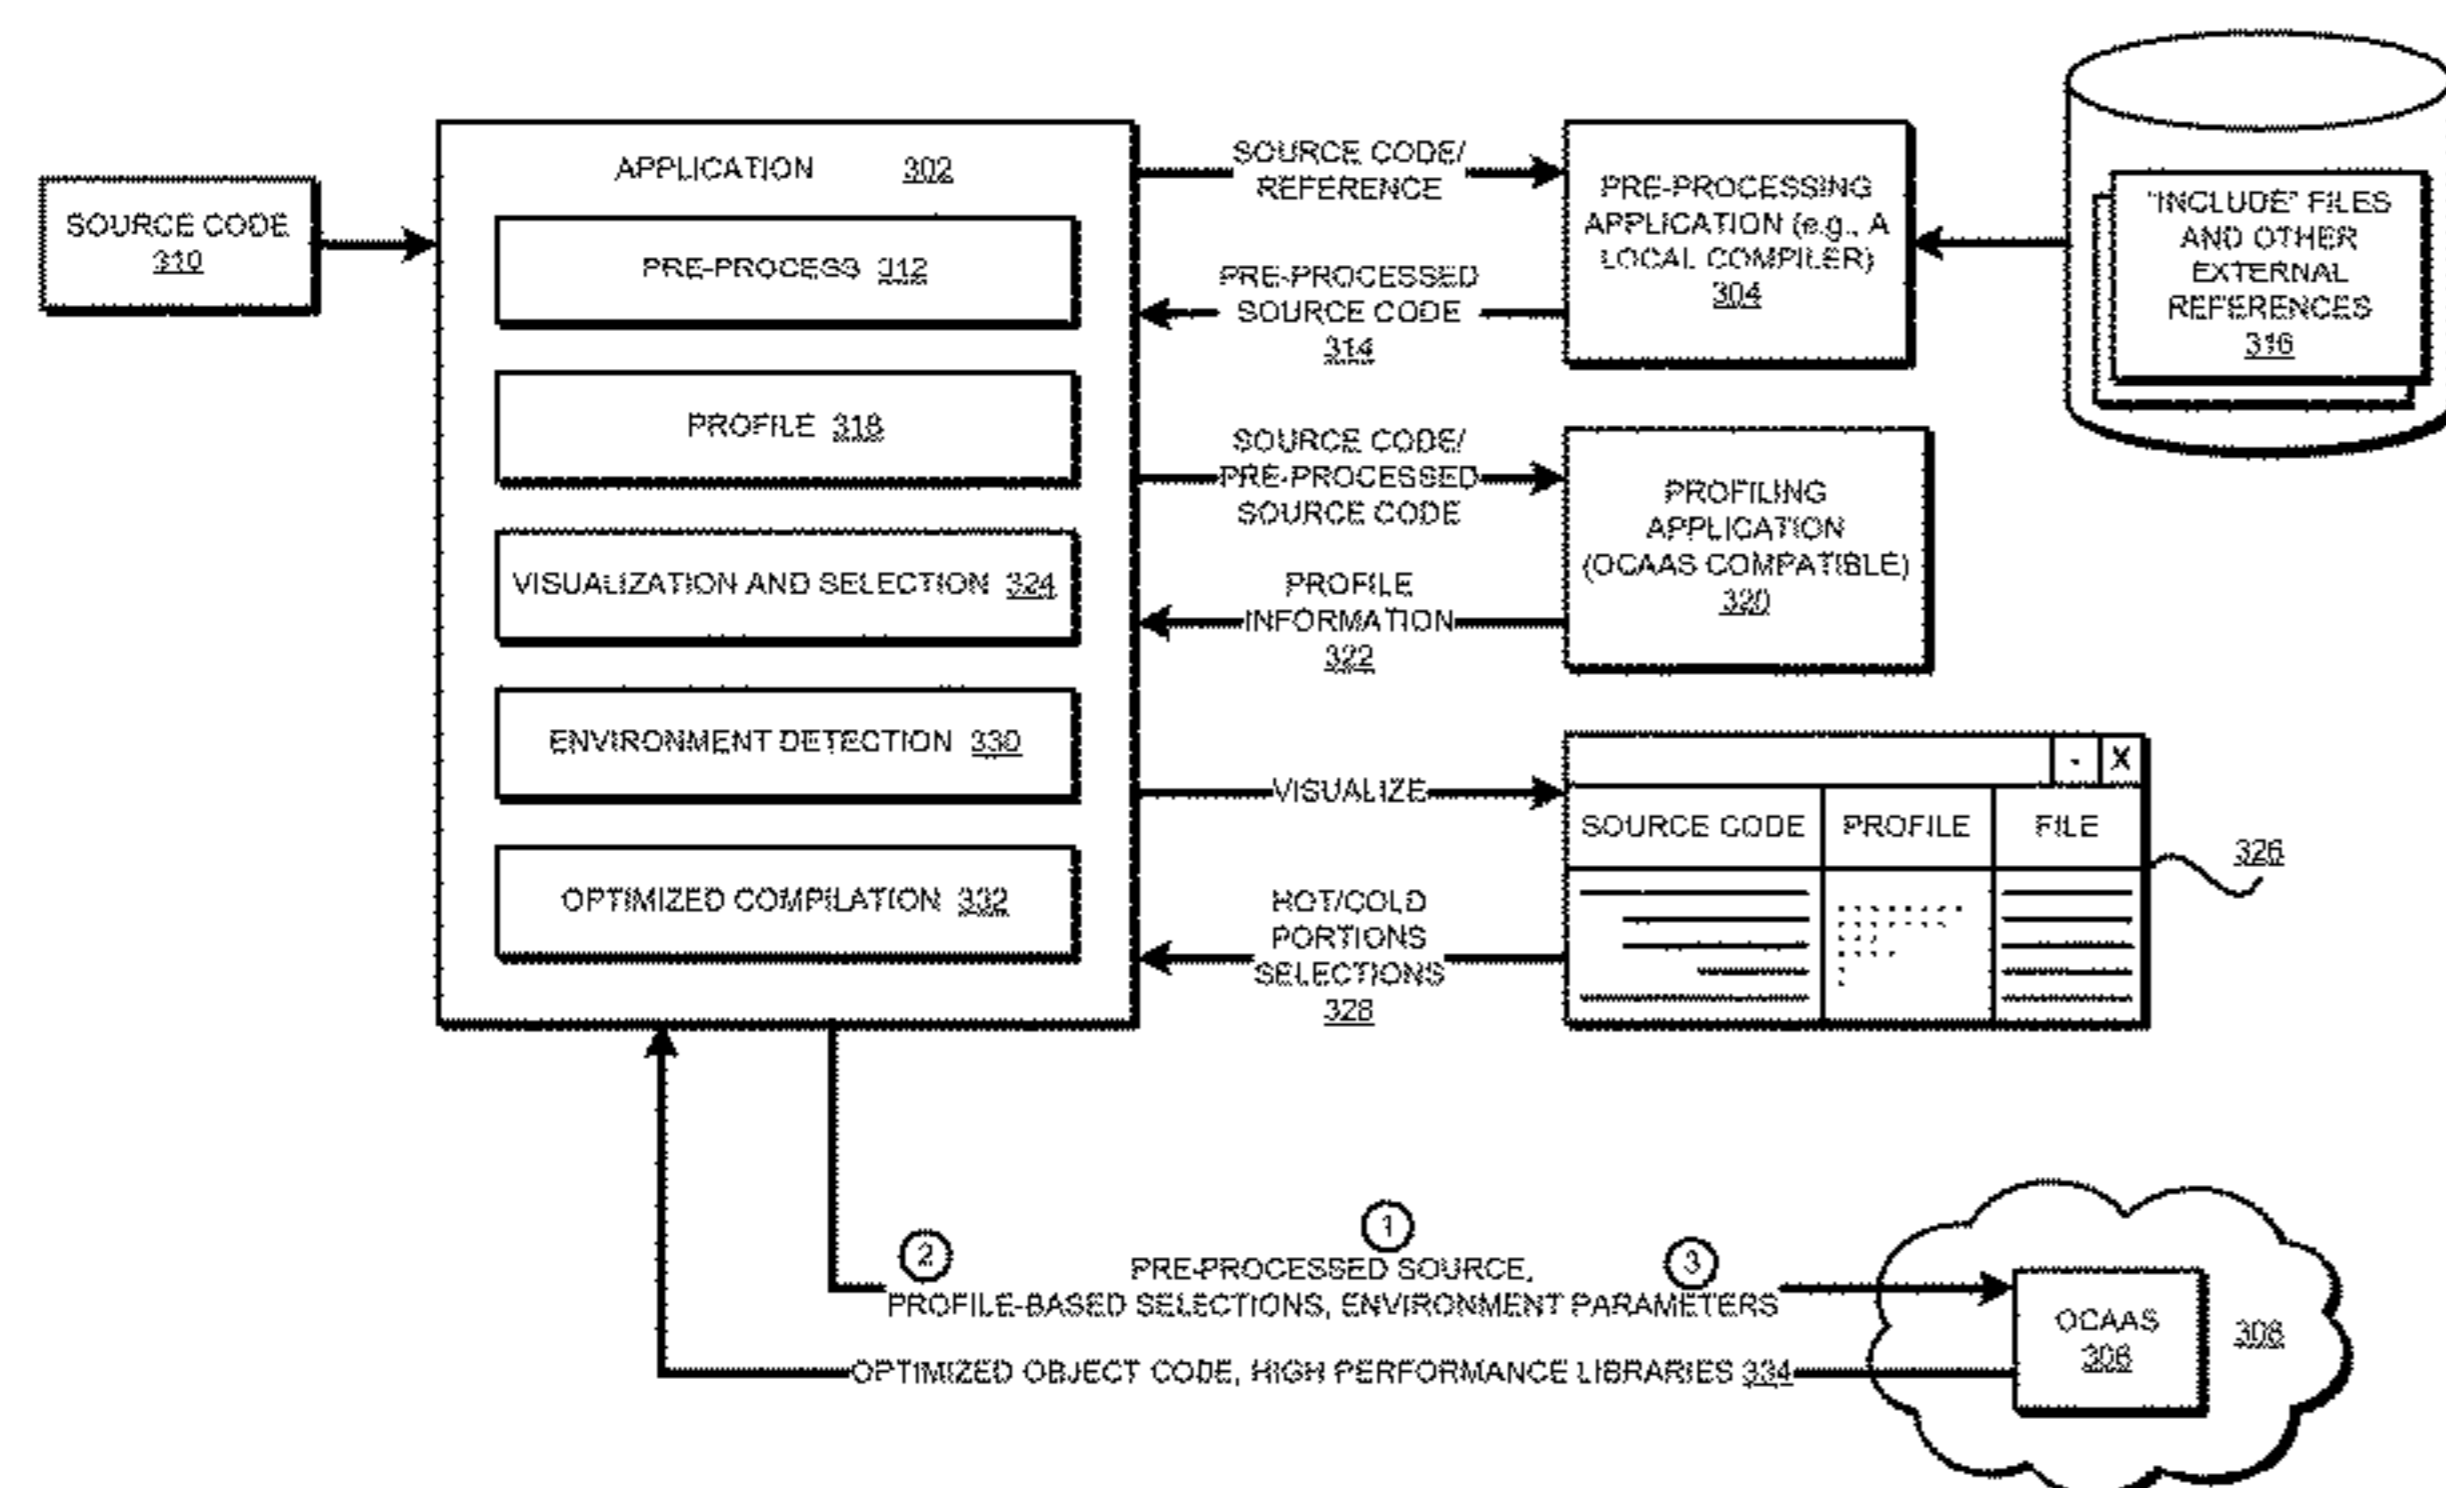 SOURCE CODE
310
APPLICATION 302
PRE-PROCESS 312
PROFILE 318
VISUALIZATION AND SELECTION 324
ENVIRONMENT DETECTION 330
OPTIMIZED COMPILATION 332
SOURCE CODE/
REFERENCE
PRE-PROCESSED
SOURCE CODE
314
PRE-PROCESSING
APPLICATION (e.g., A
LOCAL COMPILER)
304
"INCLUDE" FILES
AND OTHER
EXTERNAL
REFERENCES
316
SOURCE CODE/
PRE-PROCESSED
SOURCE CODE
PROFILE
INFORMATION
322
PROFILING
APPLICATION
(OCAAS COMPATIBLE)
320
VISUALIZE
HOT/COLD
PORTIONS
SELECTIONS
328
- X
SOURCE CODE PROFILE FILE
326
1
2
3
PRE-PROCESSED SOURCE,
PROFILE-BASED SELECTIONS, ENVIRONMENT PARAMETERS
OPTIMIZED OBJECT CODE, HIGH PERFORMANCE LIBRARIES 334
OCAAS
306
308